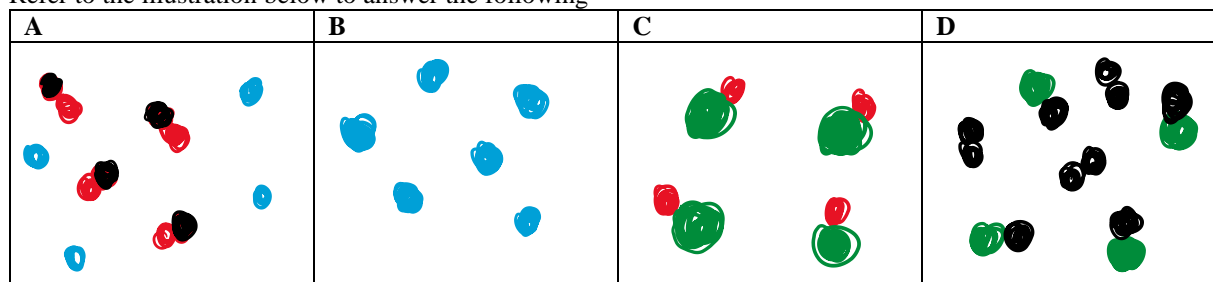 Refer to the illustration below to answer the following
A B C D